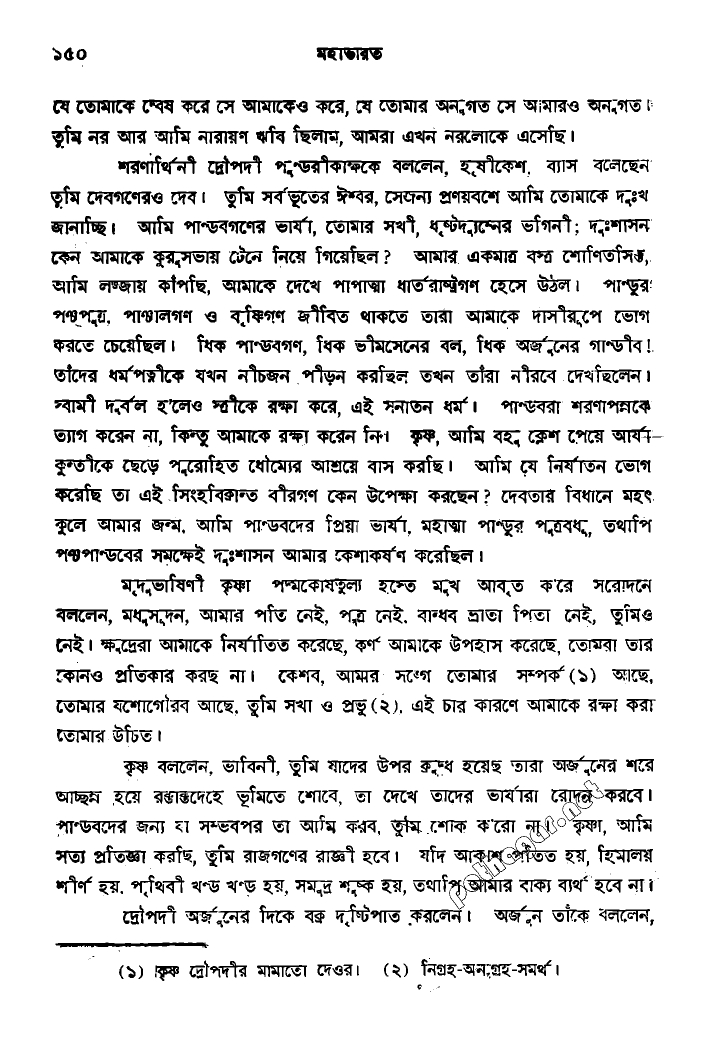 ১৫০ মহাভারত
যে তোমাকে দ্বেষ করে সে আমাকেও করে, যে তোমার অনুগত সে আমারও অনুগত।
তুমি নর আর আমি নারায়ণ ঋষি ছিলাম, আমরা এখন নরলোকে এসেছি।
শরণার্থিনী দ্রৌপদী পুণ্ডরীকাক্ষকে বললেন, হৃষীকেশ, ব্যাস বলেছেন
তুমি দেবগণেরও দেব। তুমি সর্বভূতের ঈশ্বর, সেজন্য প্রণয়বশে আমি তোমাকে দুঃখ
জানাচ্ছি। আমি পাণ্ডবগণের ভার্যা, তোমার সখী, ধৃষ্টদ্যুম্নের ভগিনী; দুঃশাসন
কেন আমাকে কুরুসভায় টেনে নিয়ে গিয়েছিল? আমার একমাত্র বস্ত্র শোণিতসিক্ত,
আমি লজ্জায় কাঁপছি, আমাকে দেখে পাপাত্মা ধার্তরাষ্ট্রগণ হেসে উঠল। পাণ্ডুর
পঞ্চপুত্র, পাঞ্চালগণ ও বৃষ্ণিগণ জীবিত থাকতে তারা আমাকে দাসীরূপে ভোগ
করতে চেয়েছিল। ধিক পাণ্ডবগণ, ধিক ভীমসেনের বল, ধিক অর্জুনের গাণ্ডীব!
তাঁদের ধর্মপত্নীকে যখন নীচজন পীড়ন করছিল তখন তাঁরা নীরবে দেখছিলেন।
স্বামী দুর্বল হ’লেও স্ত্রীকে রক্ষা করে, এই সনাতন ধর্ম। পাণ্ডবরা শরণাপন্নকে
ত্যাগ করেন না, কিন্তু আমাকে রক্ষা করেন নি। কৃষ্ণ, আমি বহু ক্লেশ পেয়ে আর্যা
কুন্তীকে ছেড়ে পুরোহিত ধৌম্যের আশ্রয়ে বাস করছি। আমি যে নির্যাতন ভোগ
করেছি তা এই সিংহবিক্রান্ত বীরগণ কেন উপেক্ষা করছেন? দেবতার বিধানে মহৎ
কুলে আমার জন্ম, আমি পাণ্ডবদের প্রিয়া ভার্যা, মহাত্মা পাণ্ডুর পুত্রবধূ, তথাপি
পঞ্চপাণ্ডবের সমক্ষেই দুঃশাসন আমার কেশাকর্ষণ করেছিল।
মৃদুভাষিণী কৃষ্ণা পদ্মকোষতুল্য হস্তে মুখ আবৃত ক’রে সরোদনে
বললেন, মধুসূদন, আমার পতি নেই, পুত্র নেই, বান্ধব ভ্রাতা পিতা নেই, তুমিও
নেই। ক্ষুদ্রেরা আমাকে নির্যাতিত করেছে, কর্ণ আমাকে উপহাস করেছে, তোমরা তার
কোনও প্রতিকার করছ না। কেশব, আমার সংগে তোমার সম্পর্ক (১) আছে,
তোমার যশোগৌরব আছে, তুমি সখা ও প্রভু (২), এই চার কারণে আমাকে রক্ষা করা
তোমার উচিত।
কৃষ্ণ বললেন, ভাবিনী, তুমি যাদের উপর ক্রুদ্ধ হয়েছ তারা অর্জুনের শরে
আচ্ছন্ন হয়ে রক্তাক্তদেহে ভূমিতে শোবে, তা দেখে তাদের ভার্যারা রোদন করবে।
পাণ্ডবদের জন্য যা সম্ভবপর তা আমি করব, তুমি শোক ক’রো না। কৃষ্ণা, আমি
সত্য প্রতিজ্ঞা করছি, তুমি রাজগণের রাজ্ঞী হবে। যদি আকাশ পতিত হয়, হিমালয়
শীর্ণ হয়, পৃথিবী খণ্ড খণ্ড হয়, সমুদ্র শুষ্ক হয়, তথাপি আমার বাক্য ব্যর্থ হবে না।
দ্রৌপদী অর্জুনের দিকে বক্র দৃষ্টিপাত করলেন। অর্জুন তাঁকে বললেন,
(১) কৃষ্ণ দ্রৌপদীর মামাতো দেওর। (২) নিগ্রহ-অনুগ্রহ-সমর্থ।
pathagar.net